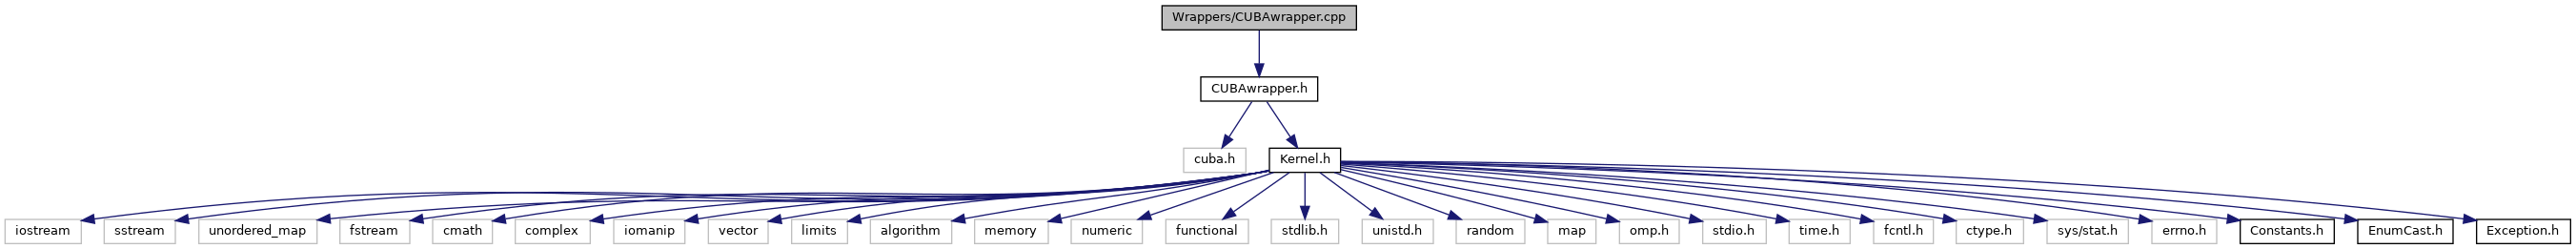 Wrappers/CUBAwrapper.cpp
CUBAwrapper.h
cuba.h
Kernel.h
iostream
sstream
unordered_map
fstream
cmath
complex
iomanip
vector
limits
algorithm
memory
numeric
functional
stdlib.h
unistd.h
random
map
omp.h
stdio.h
time.h
fcntl.h
ctype.h
sys/stat.h
errno.h
Constants.h
EnumCast.h
Exception.h